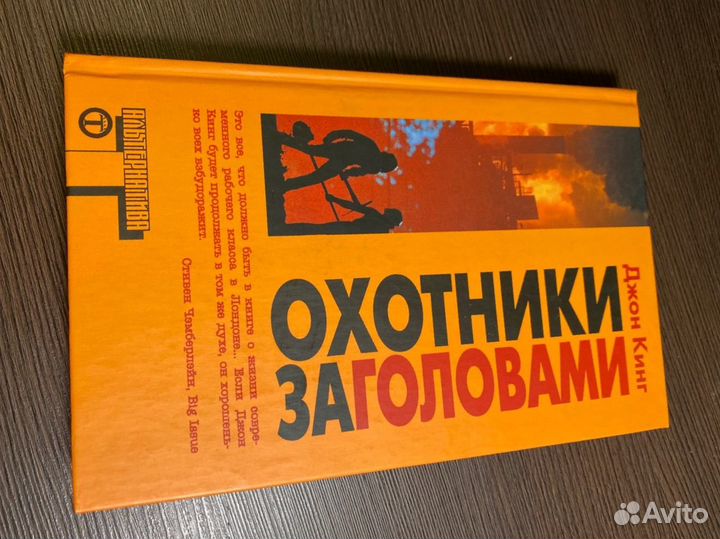 Джон Кинг
ОХОТНИКИ
ЗА ГОЛОВАМИ
Это все, что должно быть в книге о жизни совре-
менного рабочего класса в Лондоне... Если Джон
Кинг будет продолжать в том же духе, он хорошень-
ко всех взбудоражит.
Стивен Чэмберлэйн, Big Issue
АЛЬТЕРНАТИВА
Avito